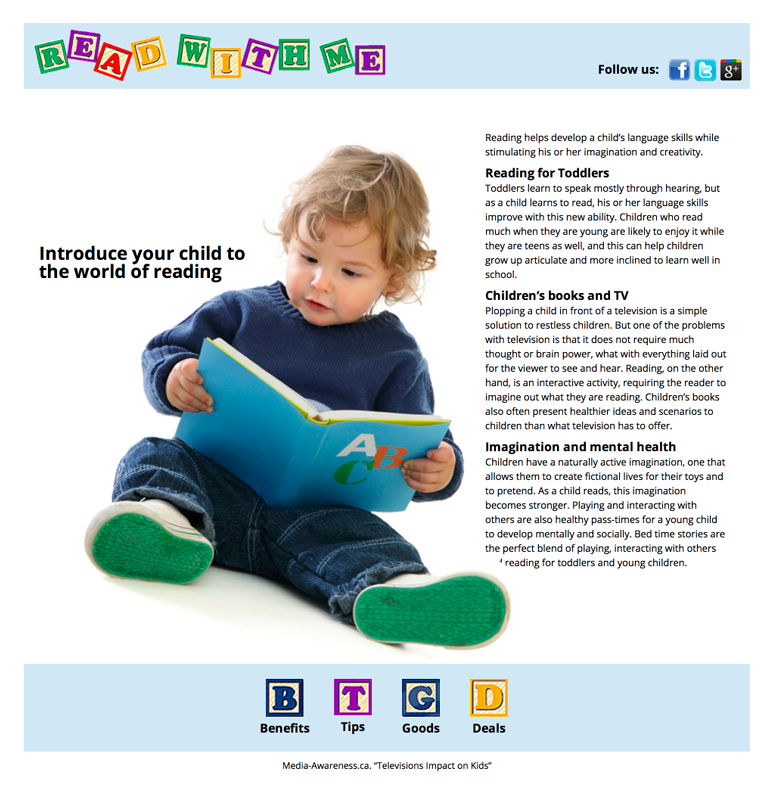 READ WITH ME
Follow us:
f t g+
Introduce your child to
the world of reading
ABC
Reading helps develop a child's language skills while
stimulating his or her imagination and creativity.
Reading for Toddlers
Toddlers learn to speak mostly through hearing, but
as a child learns to read, his or her language skills
improve with this new ability. Children who read
much when they are young are likely to enjoy it while
they are teens as well, and this can help children
grow up articulate and more inclined to learn well in
school.
Children's books and TV
Plopping a child in front of a television is a simple
solution to restless children. But one of the problems
with television is that it does not require much
thought or brain power, what with everything laid out
for the viewer to see and hear. Reading, on the other
hand, is an interactive activity, requiring the reader to
imagine out what they are reading. Children's books
also often present healthier ideas and scenarios to
children than what television has to offer.
Imagination and mental health
Children have a naturally active imagination, one that
allows them to create fictional lives for their toys and
to pretend. As a child reads, this imagination
becomes stronger. Playing and interacting with
others are also healthy pass-times for a young child
to develop mentally and socially. Bed time stories are
the perfect blend of playing, interacting with others
reading for toddlers and young children.
B T G D
Benefits Tips Goods Deals
Media-Awareness.ca. "Televisions Impact on Kids"